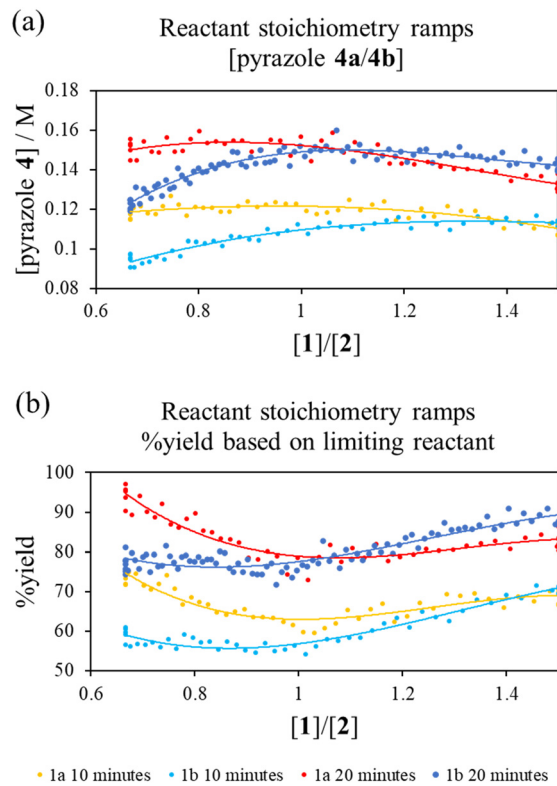 (a)
Reactant stoichiometry ramps
[pyrazole 4a/4b]
[pyrazole 4] / M
0.18
0.16
0.14
0.12
0.1
0.08
0.6 0.8 1 1.2 1.4
[1]/[2]
(b)
Reactant stoichiometry ramps
%yield based on limiting reactant
%yield
100
90
80
70
60
50
0.6 0.8 1 1.2 1.4
[1]/[2]
1a 10 minutes 1b 10 minutes 1a 20 minutes 1b 20 minutes